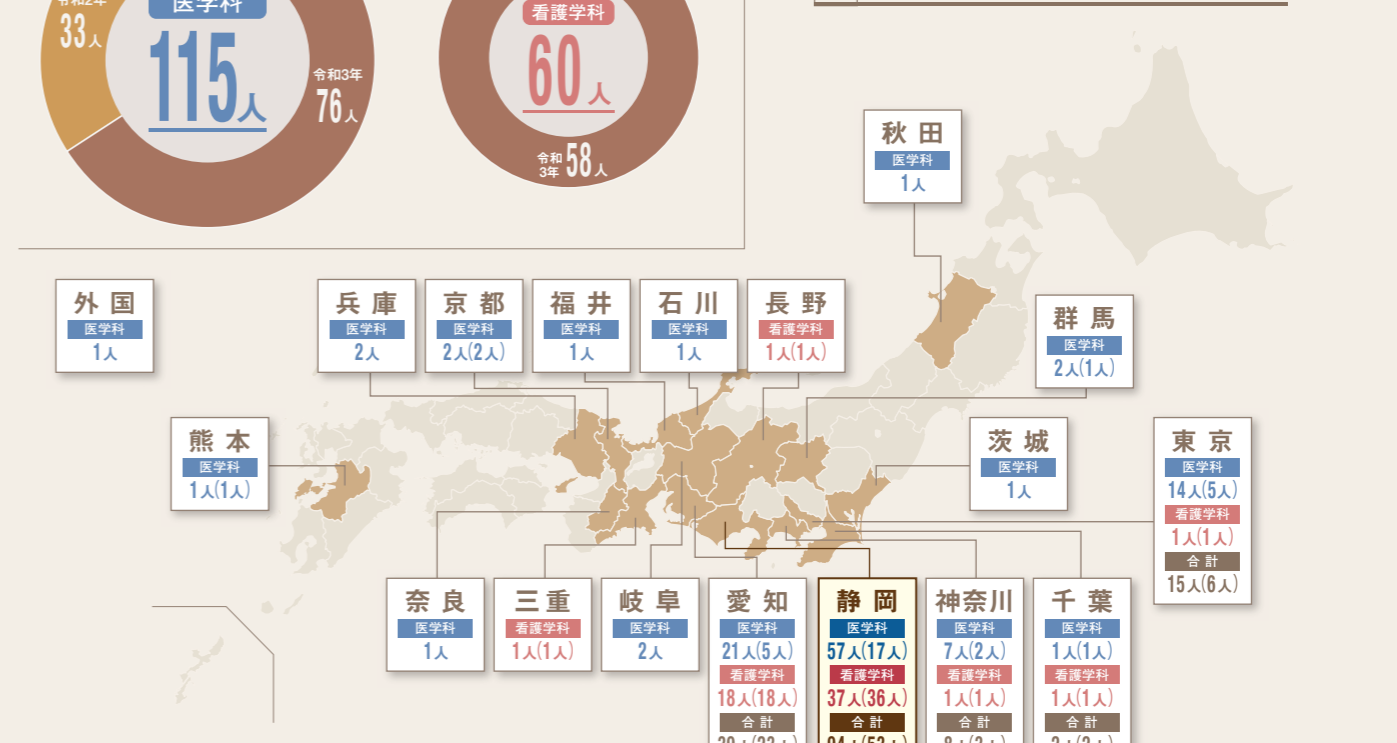 令和2年
33人
医学科
115人
令和3年
76人
看護学科
60人
令和
3年
58人
秋田
医学科
1人
外国
医学科
1人
兵庫
医学科
2人
京都
医学科
2人(2人)
福井
医学科
1人
石川
医学科
1人
長野
看護学科
1人(1人)
群馬
医学科
2人(1人)
熊本
医学科
1人(1人)
茨城
医学科
1人
東京
医学科
14人(5人)
看護学科
1人(1人)
合計
15人(6人)
奈良
医学科
1人
三重
看護学科
1人(1人)
岐阜
医学科
2人
愛知
医学科
21人(5人)
看護学科
18人(18人)
合計
静岡
医学科
57人(17人)
看護学科
37人(36人)
合計
94人(53人)
神奈川
医学科
7人(2人)
看護学科
1人(1人)
合計
千葉
医学科
1人(1人)
看護学科
1人(1人)
合計